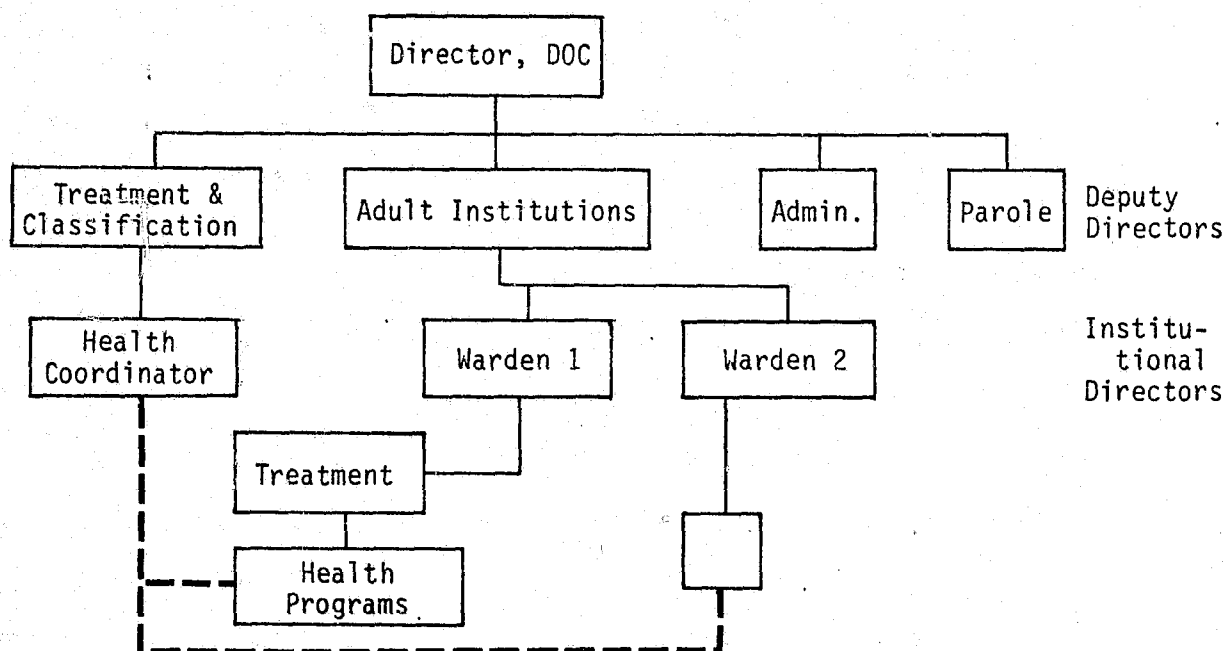 Director, DOC
Treatment &
Classification
Adult Institutions
Admin.
Parole
Deputy
Directors
Health
Coordinator
Warden 1
Warden 2
Institu-
tional
Directors
Treatment
Health
Programs